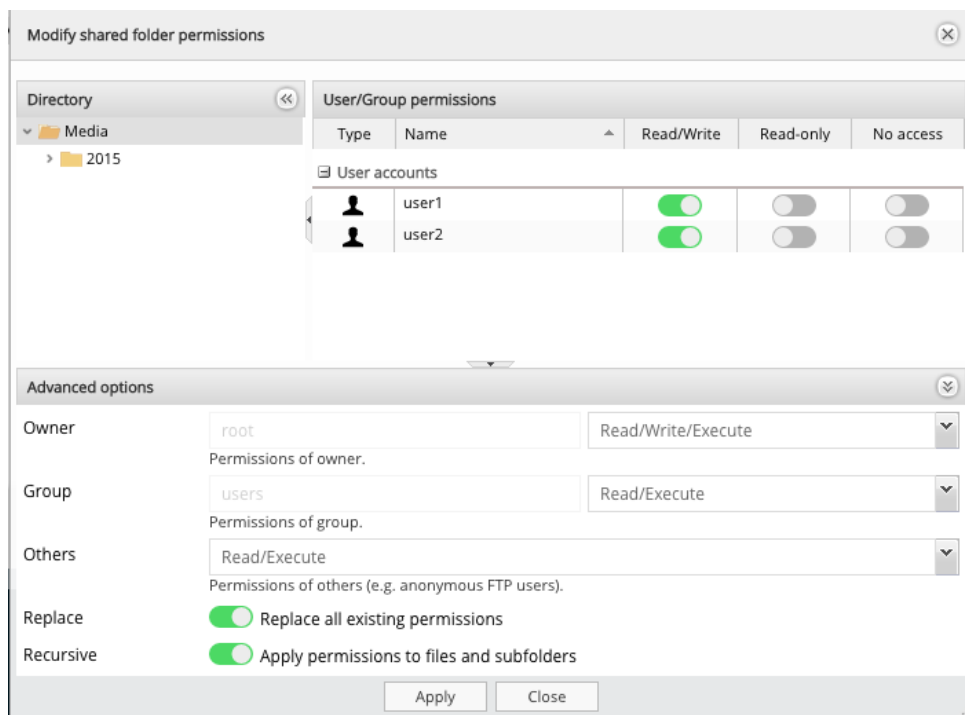 Modify shared folder permissions
Directory
User/Group permissions
Media
2015
Type Name Read/Write Read-only No access
User accounts
user1
user2
Advanced options
Owner root Read/Write/Execute
Permissions of owner.
Group users Read/Execute
Permissions of group.
Others Read/Execute
Permissions of others (e.g. anonymous FTP users).
Replace Replace all existing permissions
Recursive Apply permissions to files and subfolders
Apply Close